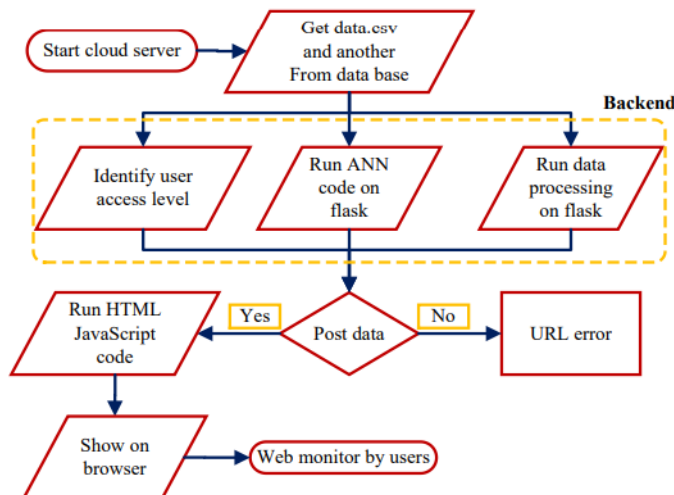 Start cloud server
Get data.csv
and another
From data base
Backend
Identify user
access level
Run ANN
code on
flask
Run data
processing
on flask
Run HTML
JavaScript
code
Yes
Post data
No
URL error
Show on
browser
Web monitor by users